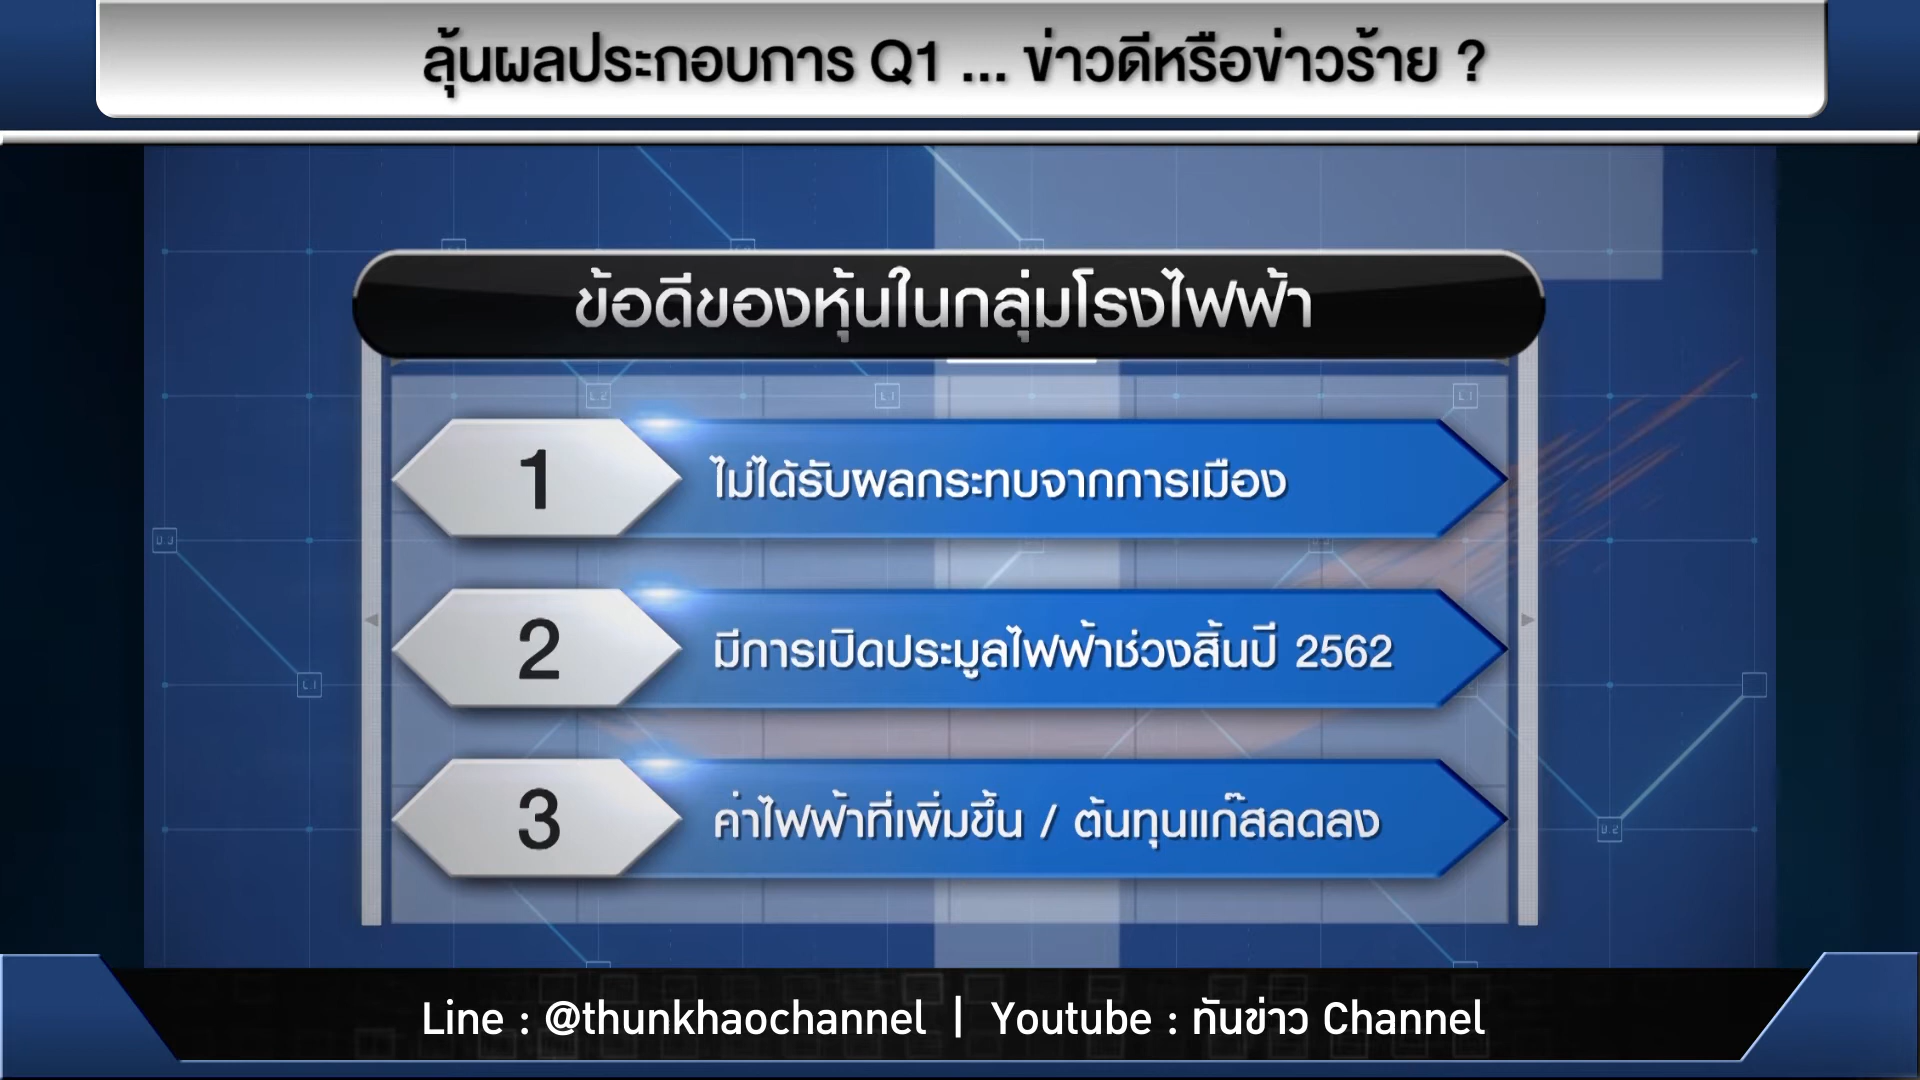 ลุ้นผลประกอบการ Q1 ... ข่าวดีหรือข่าวร้าย ?
ข้อดีของหุ้นในกลุ่มโรงไฟฟ้า
1 ไม่ได้รับผลกระทบจากการเมือง
2 มีการเปิดประมูลไฟฟ้าช่วงสิ้นปี 2562
3 ค่าไฟฟ้าที่เพิ่มขึ้น / ต้นทุนแก๊สลดลง
Line : @thunkhaochannel | Youtube : ทันข่าว Channel